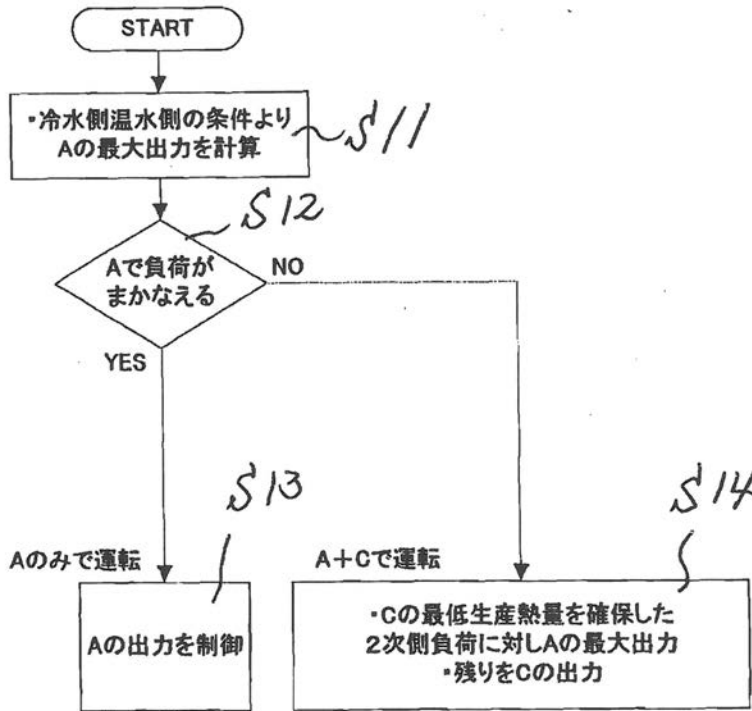 START
・冷水側温水側の条件より
Aの最大出力を計算
S11
S12
Aで負荷が
まかなえる
NO
YES
S13
S14
Aのみで運転
A+Cで運転
Aの出力を制御
・Cの最低生産熱量を確保した
2次側負荷に対しAの最大出力
・残りをCの出力